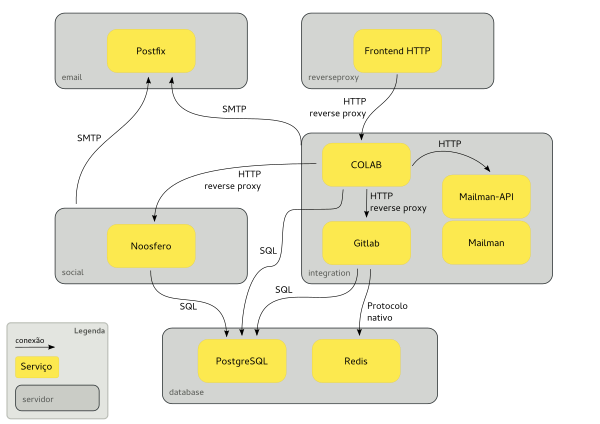 Postfix
email
Frontend HTTP
reverseproxy
HTTP
reverse proxy
SMTP
SMTP
COLAB
HTTP
HTTP
reverse proxy
HTTP
reverse proxy
Mailman-API
Noosfero
social
Gitlab
Mailman
integration
SQL
SQL
SQL
Protocolo
nativo
PostgreSQL
Redis
database
Legenda
conexão
Serviço
servidor